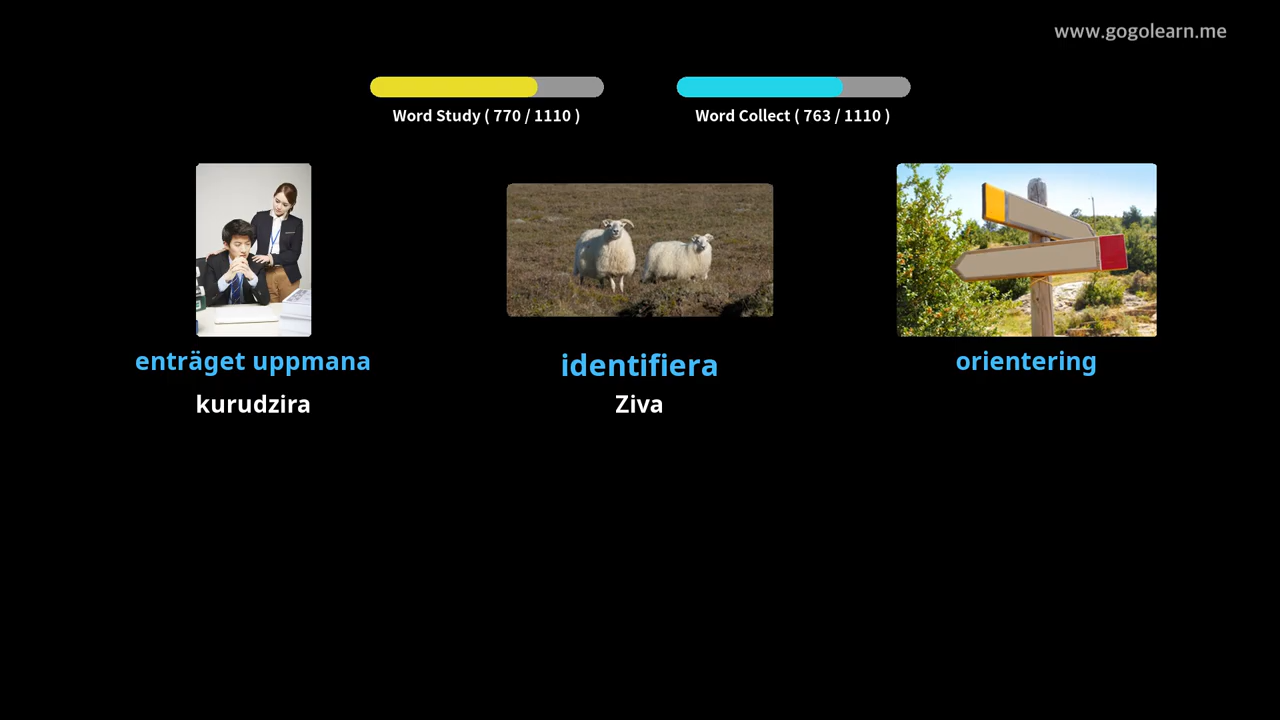 www.gogolearn.me
Word Study ( 770 / 1110 )
Word Collect ( 763 / 1110 )
enträget uppmana
identifiera
orientering
kurudzira
Ziva